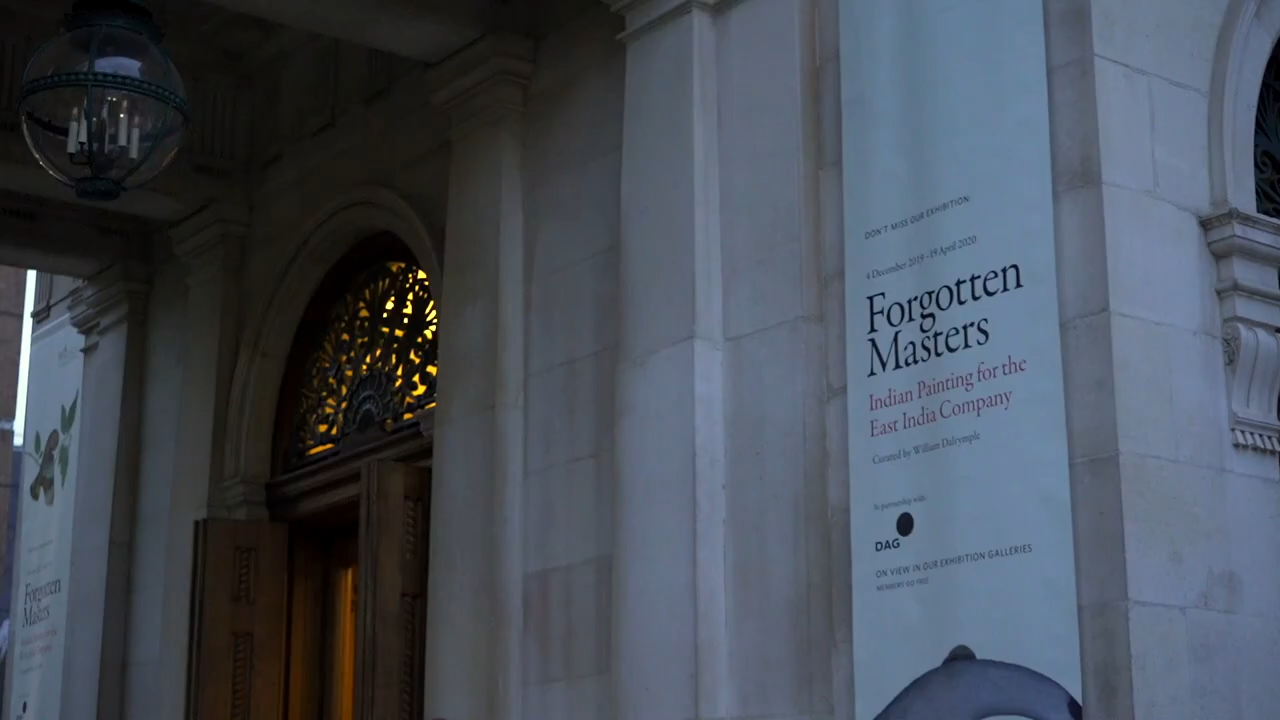 DON'T MISS OUR EXHIBITION
4 December 2019 - 19 April 2020
Forgotten
Masters
Indian Painting for the
East India Company
Curated by William Dalrymple
In partnership with:
DAG
ON VIEW IN OUR EXHIBITION GALLERIES
MEMBERS GO FREE
Forgotten
Masters